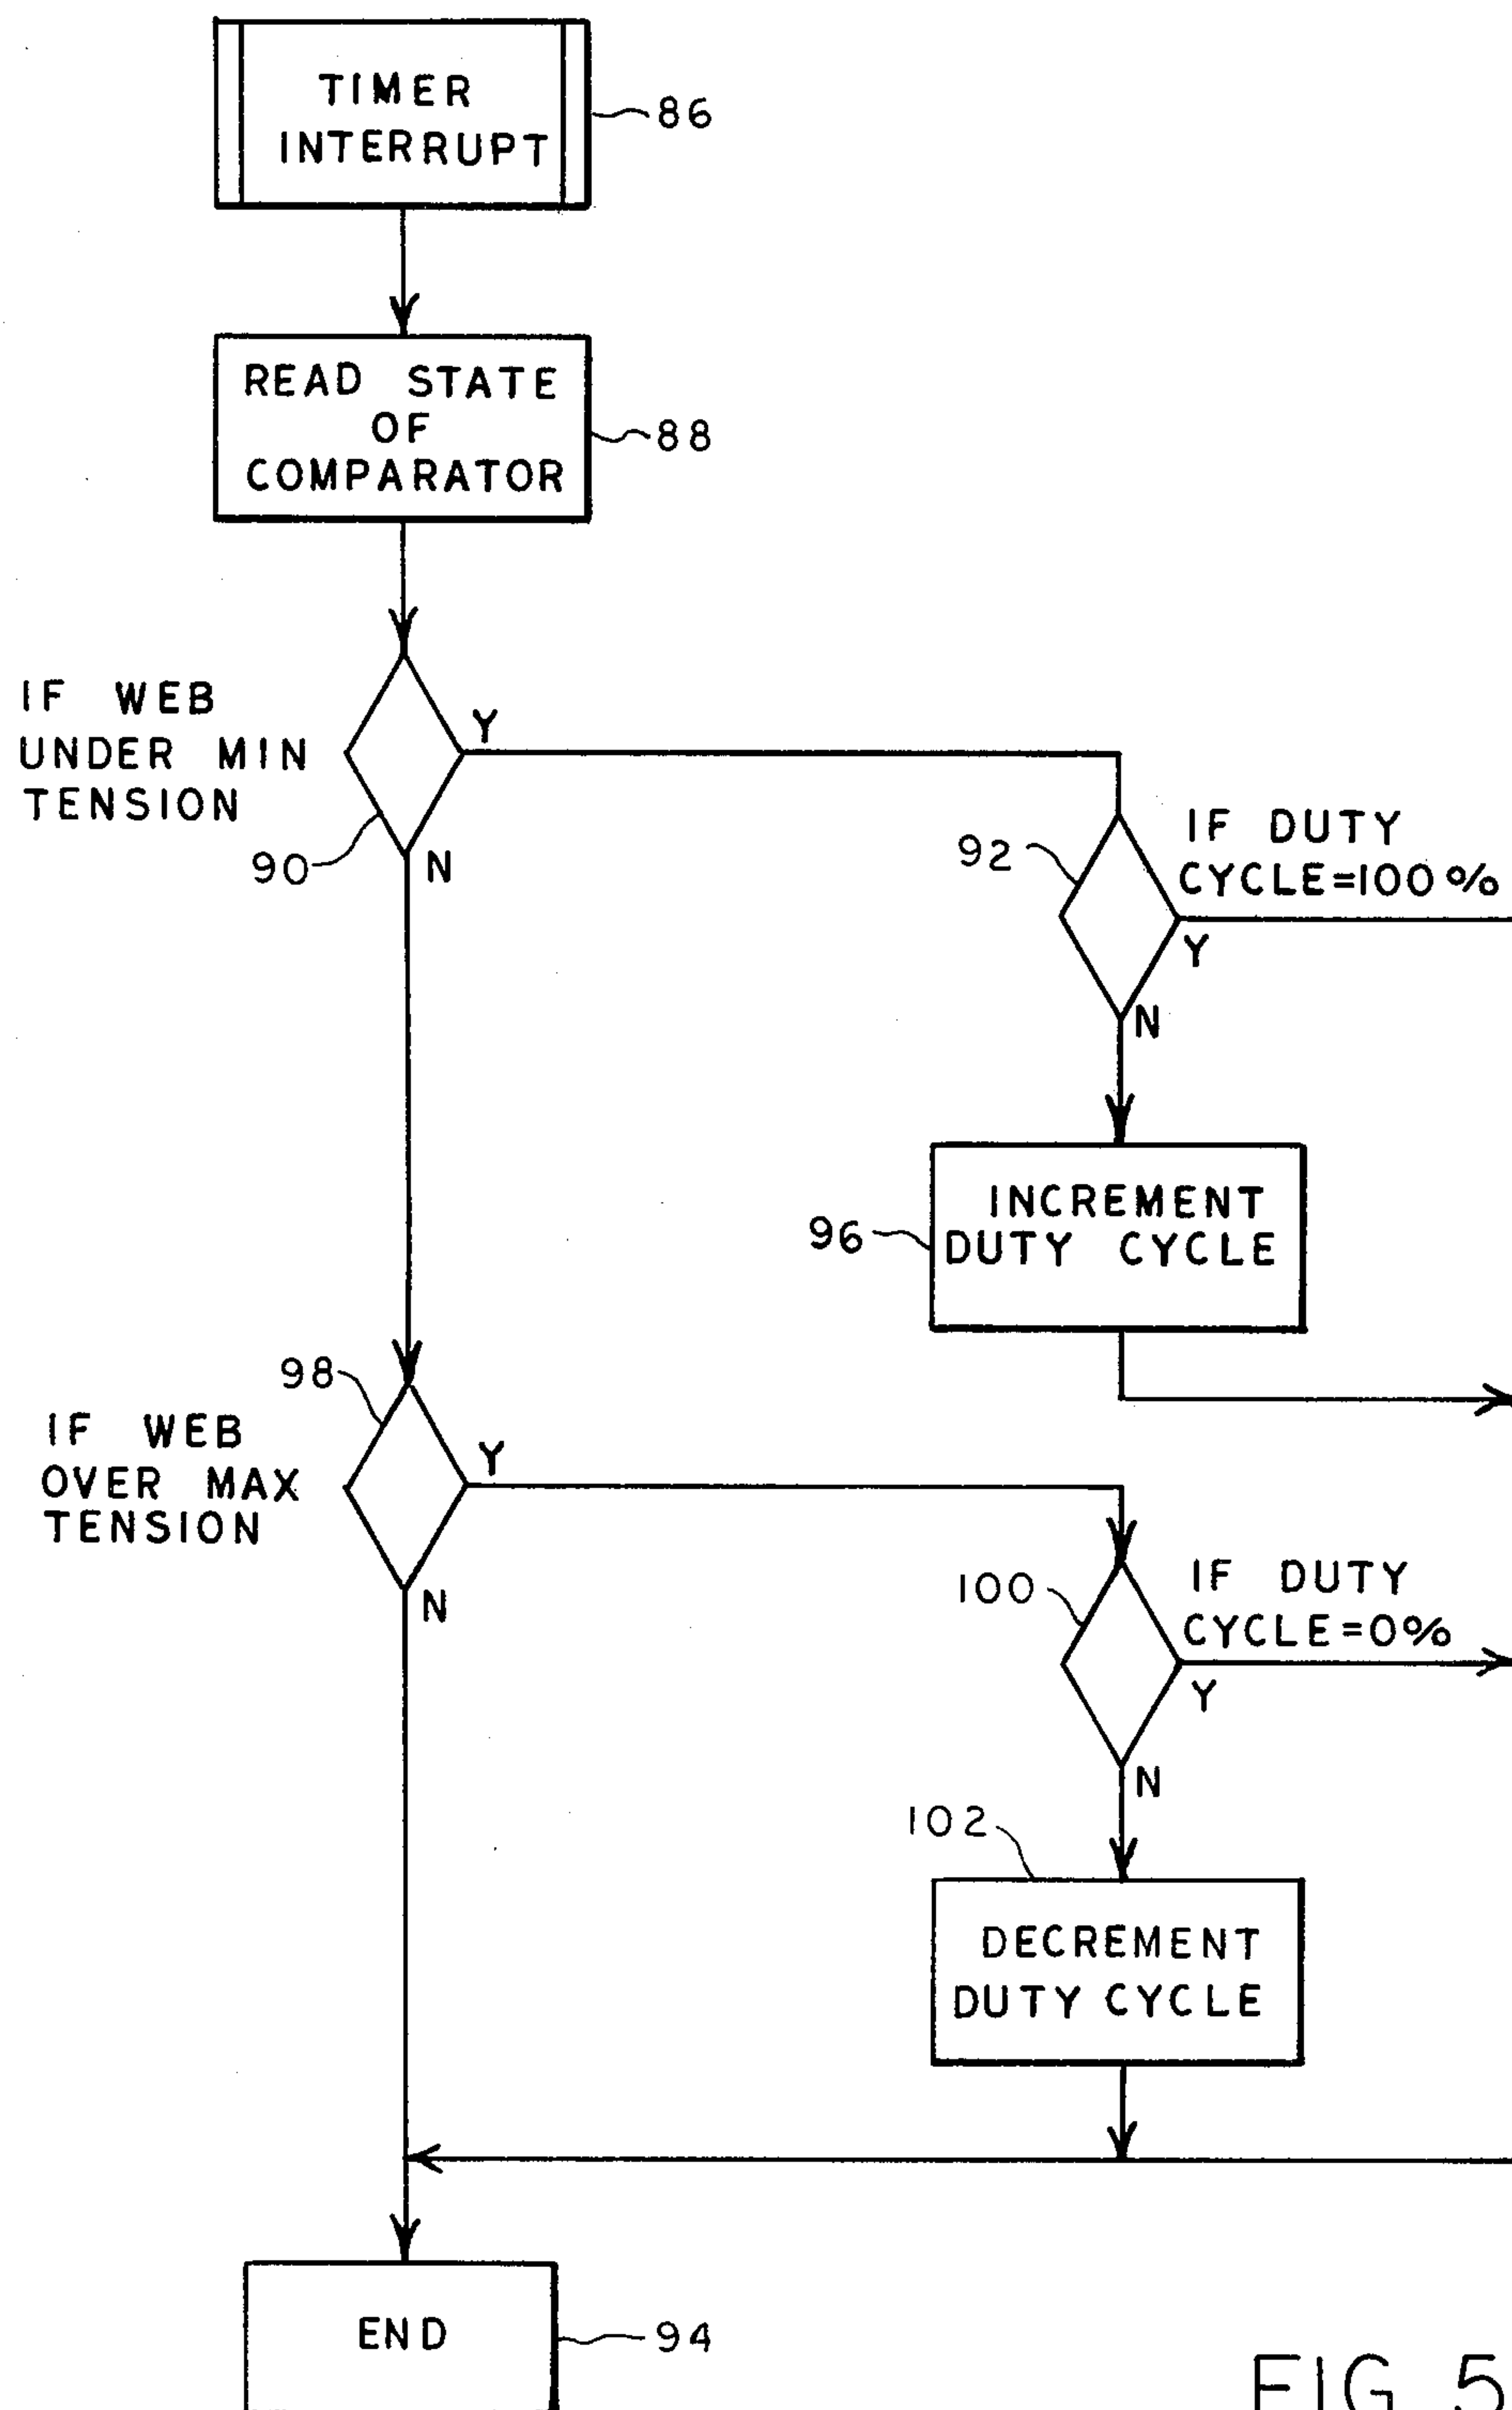 TIMER
INTERRUPT
86
READ STATE
OF
COMPARATOR
88
IF WEB
UNDER MIN
TENSION
90
Y
N
92
IF DUTY
CYCLE=100%
Y
N
INCREMENT
DUTY CYCLE
96
98
IF WEB
OVER MAX
TENSION
Y
N
100
IF DUTY
CYCLE=0%
Y
N
102
DECREMENT
DUTY CYCLE
END
94
FIG 5